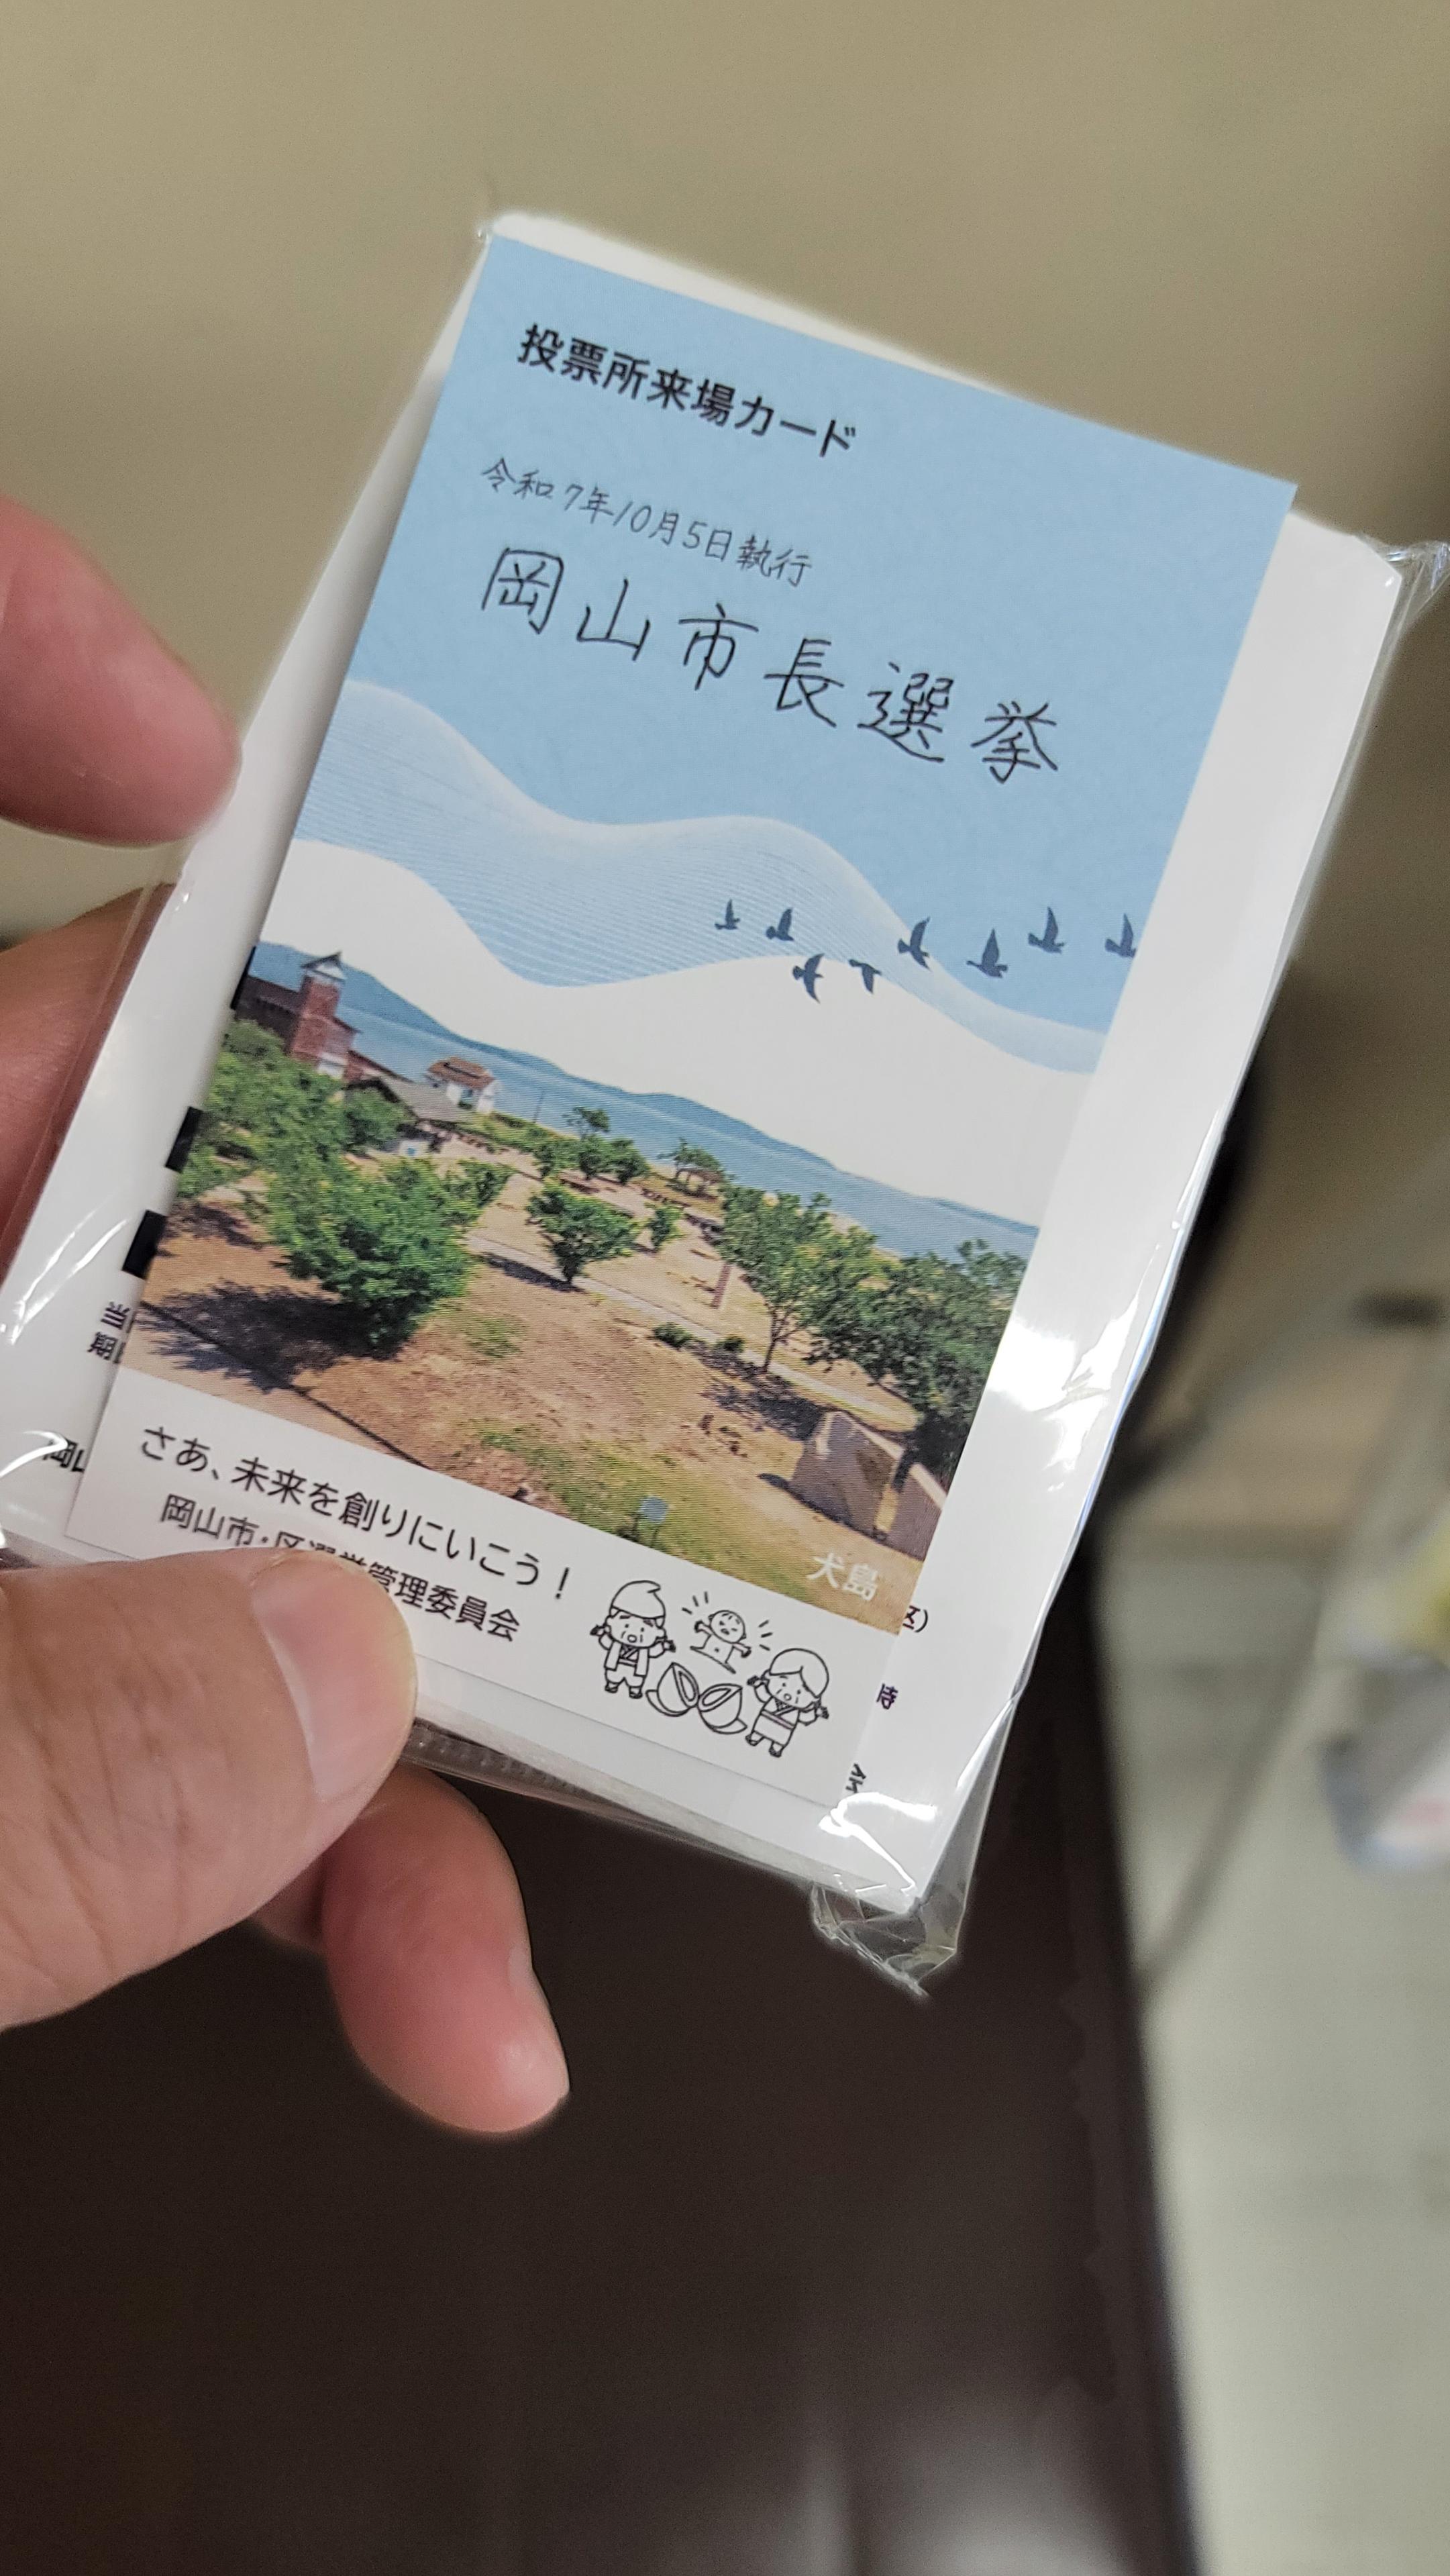 投票所来場カード
令和7年10月5日執行
岡山市長選挙
犬島
さあ、未来を創りにいこう！
岡山市・区選挙管理委員会